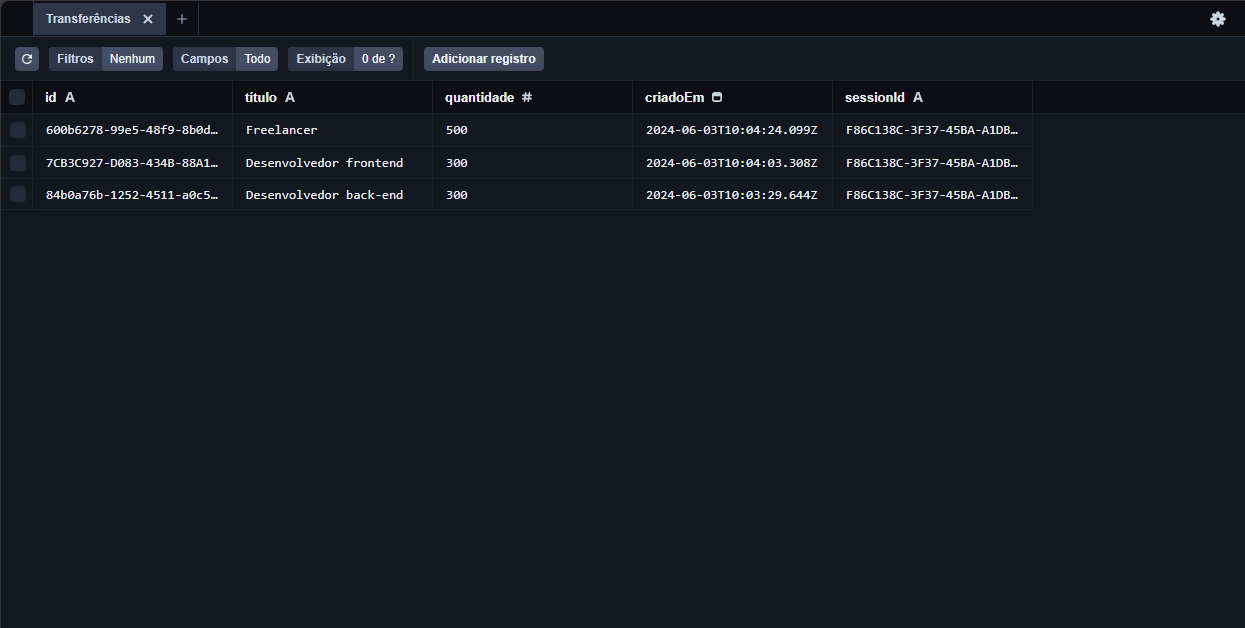 Transferências
Filtros Nenhum Campos Todo Exibição 0 de ? Adicionar registro
id título quantidade # criadoEm sessionId
600b6278-99e5-48f9-8b0d… Freelancer 500 2024-06-03T10:04:24.099Z F86C138C-3F37-45BA-A1DB…
7CB3C927-D083-434B-88A1… Desenvolvedor frontend 300 2024-06-03T10:04:03.308Z F86C138C-3F37-45BA-A1DB…
84b0a76b-1252-4511-a0c5… Desenvolvedor back-end 300 2024-06-03T10:03:29.644Z F86C138C-3F37-45BA-A1DB…